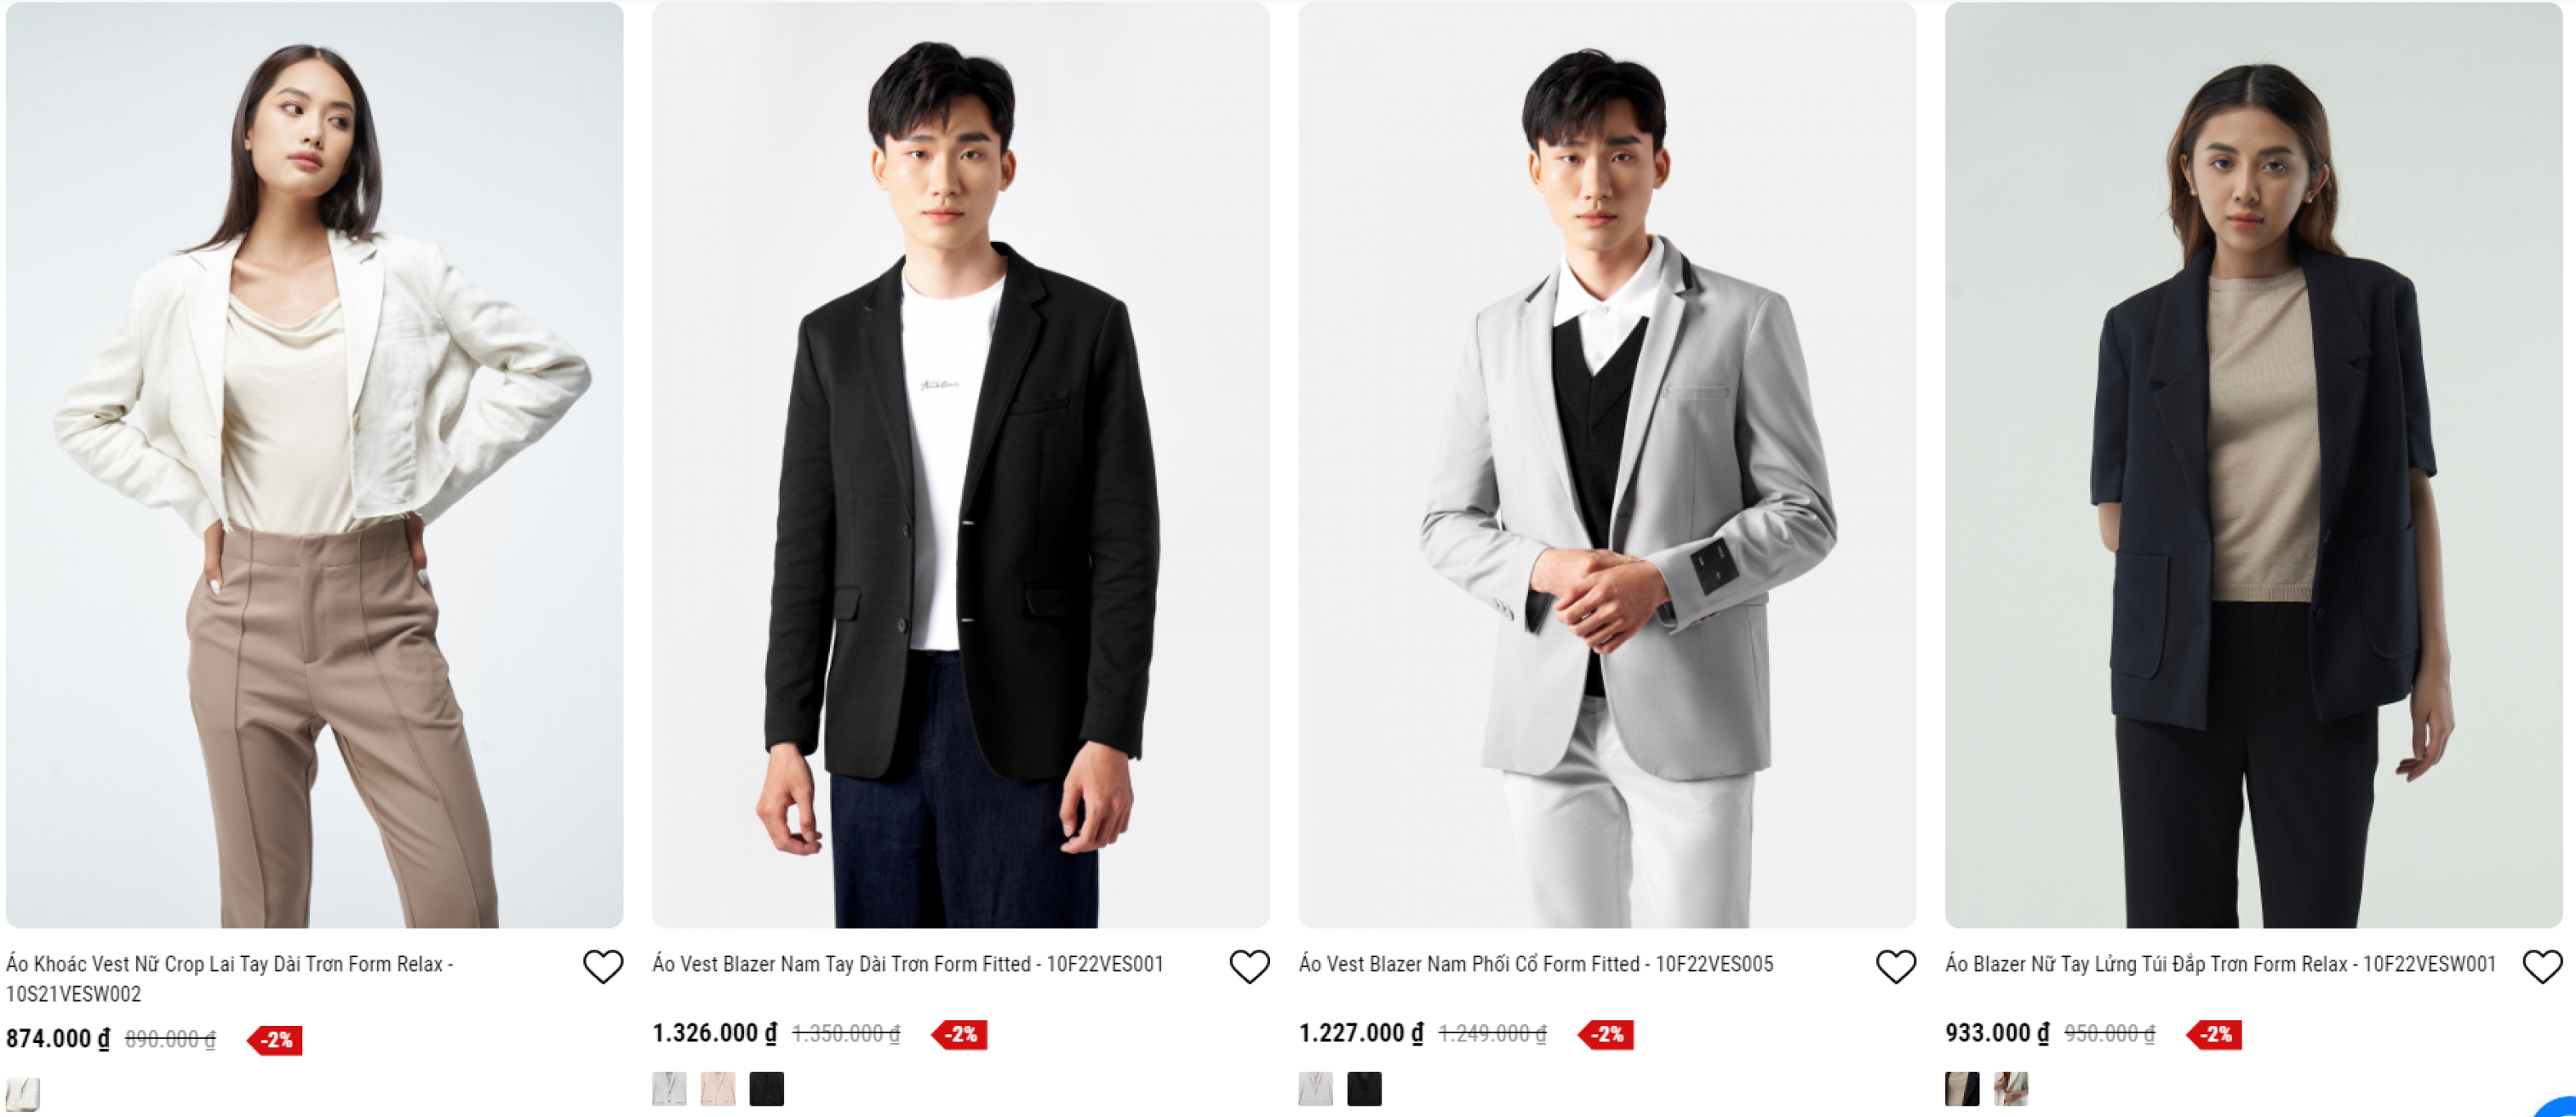 Áo Khoác Vest Nữ Crop Lai Tay Dài Trơn Form Relax -
10S21VESW002
874.000 ₫ 890.000 ₫ -2%
Áo Vest Blazer Nam Tay Dài Trơn Form Fitted - 10F22VES001
1.326.000 ₫ 1.350.000 ₫ -2%
Áo Vest Blazer Nam Phối Cổ Form Fitted - 10F22VES005
1.227.000 ₫ 1.249.000 ₫ -2%
Áo Blazer Nữ Tay Lửng Túi Đắp Trơn Form Relax - 10F22VESW001
933.000 ₫ 950.000 ₫ -2%